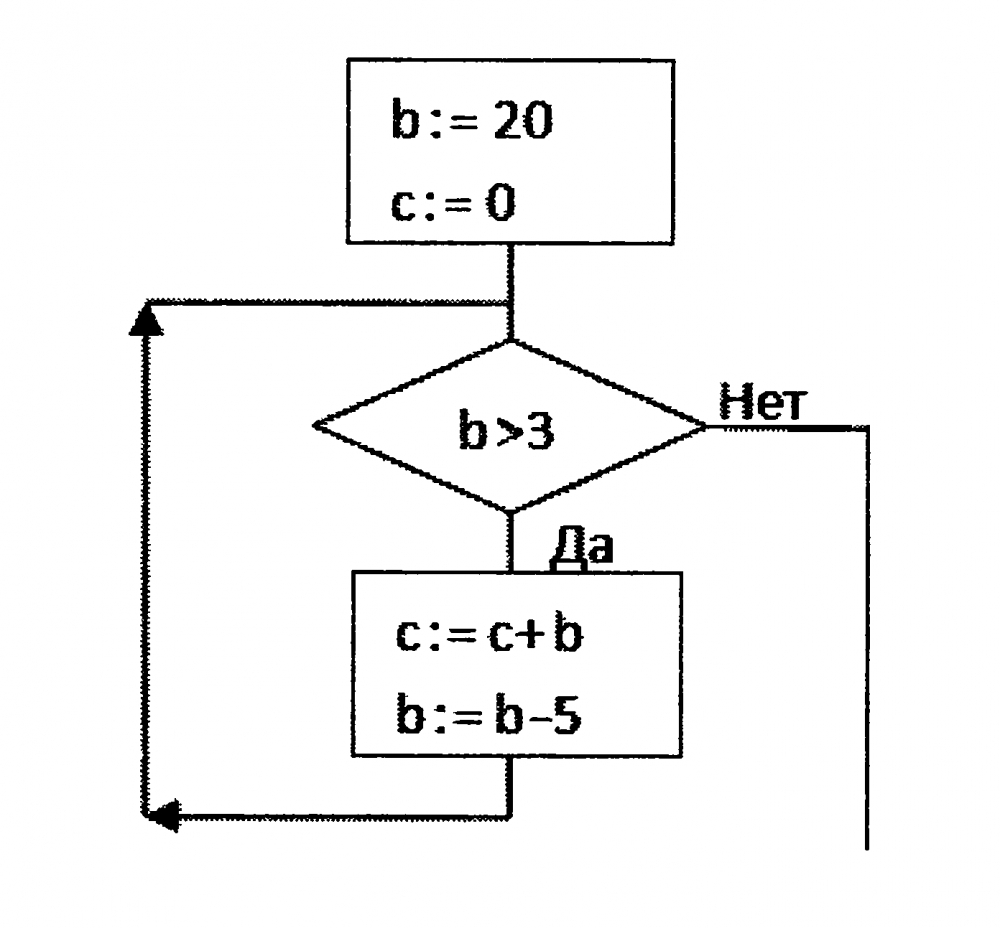 b:= 20
c:= 0
b>3
Нет
Да
c:= c+b
b:= b-5